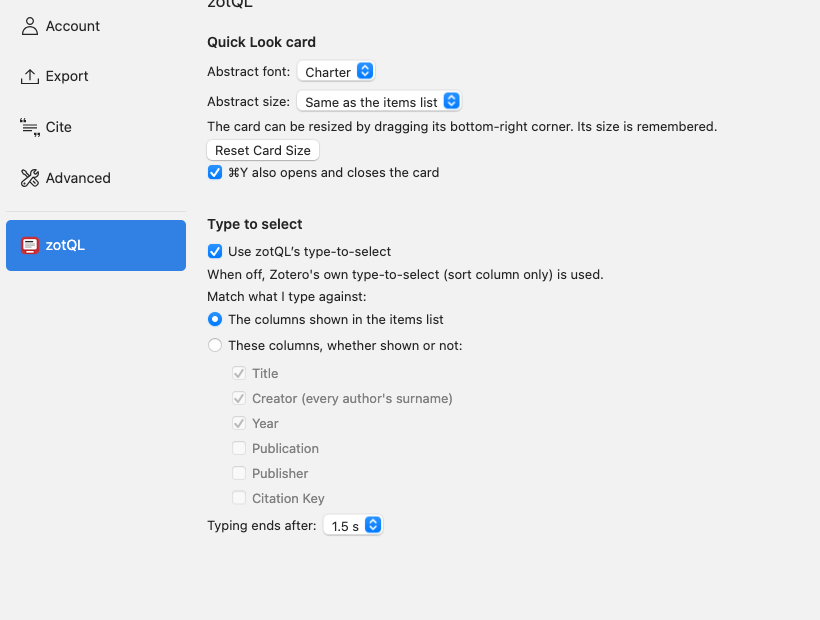 zotQL
Account
Export
Cite
Advanced
zotQL
Quick Look card
Abstract font: Charter
Abstract size: Same as the items list
The card can be resized by dragging its bottom-right corner. Its size is remembered.
Reset Card Size
⌘Y also opens and closes the card
Type to select
Use zotQL's type-to-select
When off, Zotero's own type-to-select (sort column only) is used.
Match what I type against:
The columns shown in the items list
These columns, whether shown or not:
Title
Creator (every author's surname)
Year
Publication
Publisher
Citation Key
Typing ends after: 1.5 s